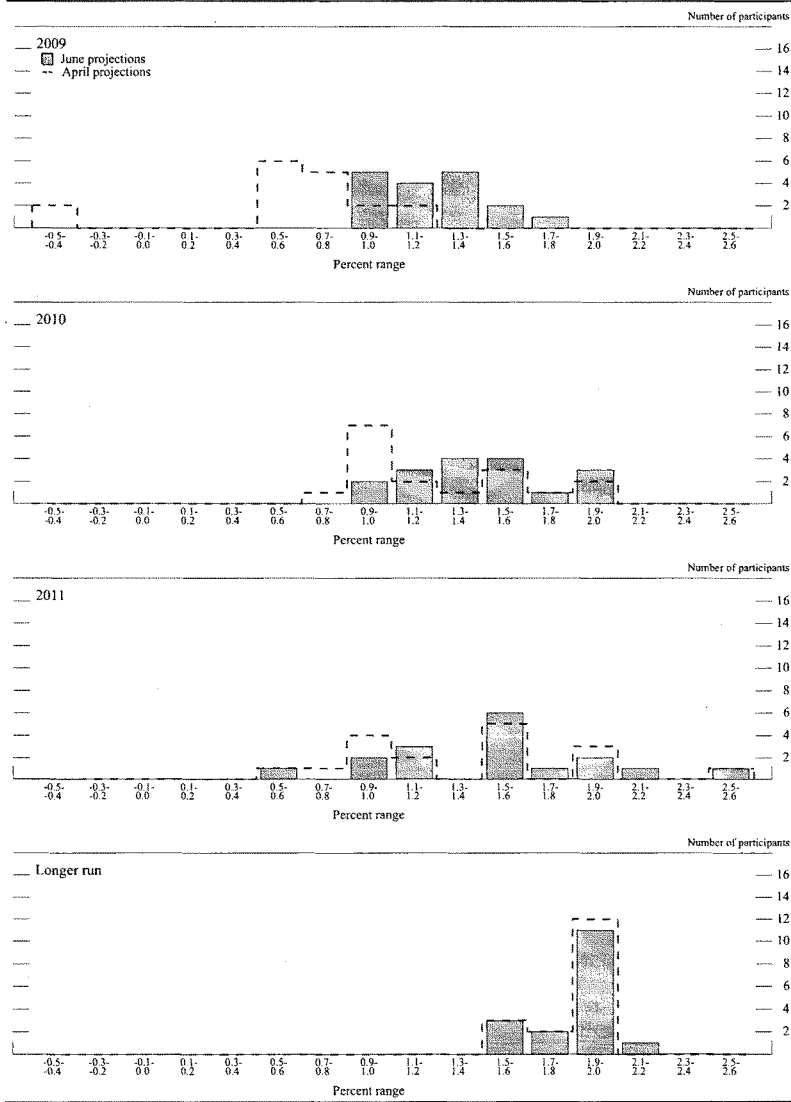 Number of participants
2009
June projections
April projections
16
14
12
10
8
6
4
2
-0.5- -0.3- -0.1- 0.1- 0.3- 0.5- 0.7- 0.9- 1.1- 1.3- 1.5- 1.7- 1.9- 2.1- 2.3- 2.5-
-0.4 -0.2 0.0 0.2 0.4 0.6 0.8 1.0 1.2 1.4 1.6 1.8 2.0 2.2 2.4 2.6
Percent range
Number of participants
2010
16
14
12
10
8
6
4
2
-0.5- -0.3- -0.1- 0.1- 0.3- 0.5- 0.7- 0.9- 1.1- 1.3- 1.5- 1.7- 1.9- 2.1- 2.3- 2.5-
-0.4 -0.2 0.0 0.2 0.4 0.6 0.8 1.0 1.2 1.4 1.6 1.8 2.0 2.2 2.4 2.6
Percent range
Number of participants
2011
16
14
12
10
8
6
4
2
-0.5- -0.3- -0.1- 0.1- 0.3- 0.5- 0.7- 0.9- 1.1- 1.3- 1.5- 1.7- 1.9- 2.1- 2.3- 2.5-
-0.4 -0.2 0.0 0.2 0.4 0.6 0.8 1.0 1.2 1.4 1.6 1.8 2.0 2.2 2.4 2.6
Percent range
Number of participants
Longer run
16
14
12
10
8
6
4
2
-0.5- -0.3- -0.1- 0.1- 0.3- 0.5- 0.7- 0.9- 1.1- 1.3- 1.5- 1.7- 1.9- 2.1- 2.3- 2.5-
-0.4 -0.2 0.0 0.2 0.4 0.6 0.8 1.0 1.2 1.4 1.6 1.8 2.0 2.2 2.4 2.6
Percent range